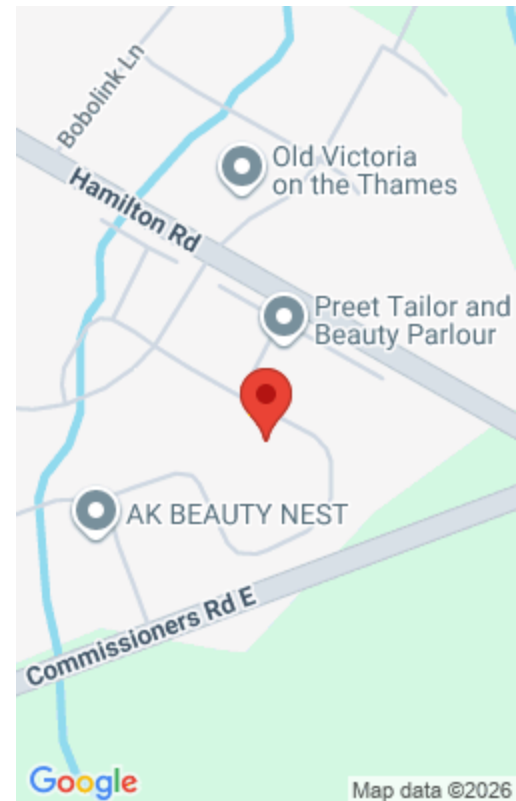 Bobolink Ln
Old Victoria
on the Thames
Hamilton Rd
Preet Tailor and
Beauty Parlour
AK BEAUTY NEST
Commissioners Rd E
Google
Map data ©2026